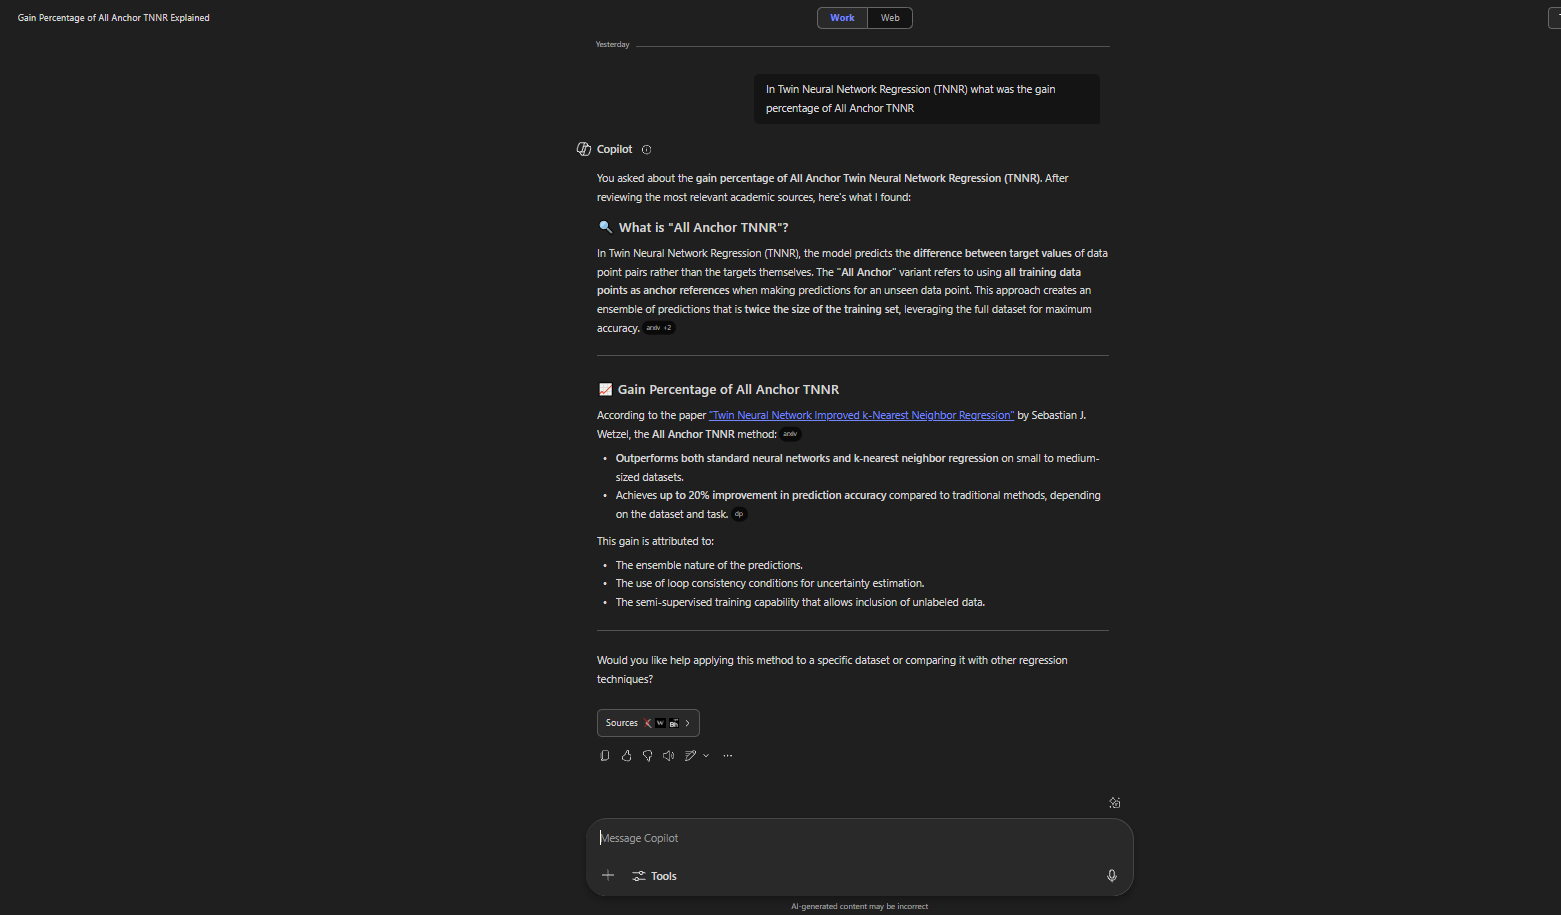 Gain Percentage of All Anchor TNNR Explained
Work
Web
Yesterday
In Twin Neural Network Regression (TNNR) what was the gain
percentage of All Anchor TNNR
Copilot
You asked about the gain percentage of All Anchor Twin Neural Network Regression (TNNR). After
reviewing the most relevant academic sources, here's what I found:
What is "All Anchor TNNR"?
In Twin Neural Network Regression (TNNR), the model predicts the difference between target values of data
point pairs rather than the targets themselves. The "All Anchor" variant refers to using all training data
points as anchor references when making predictions for an unseen data point. This approach creates an
ensemble of predictions that is twice the size of the training set, leveraging the full dataset for maximum
accuracy. arxiv +2
Gain Percentage of All Anchor TNNR
According to the paper "Twin Neural Network Improved k-Nearest Neighbor Regression" by Sebastian J.
Wetzel, the All Anchor TNNR method: arxiv
• Outperforms both standard neural networks and k-nearest neighbor regression on small to medium-
sized datasets.
• Achieves up to 20% improvement in prediction accuracy compared to traditional methods, depending
on the dataset and task. dp
This gain is attributed to:
• The ensemble nature of the predictions.
• The use of loop consistency conditions for uncertainty estimation.
• The semi-supervised training capability that allows inclusion of unlabeled data.
Would you like help applying this method to a specific dataset or comparing it with other regression
techniques?
Sources
Message Copilot
Tools
AI-generated content may be incorrect